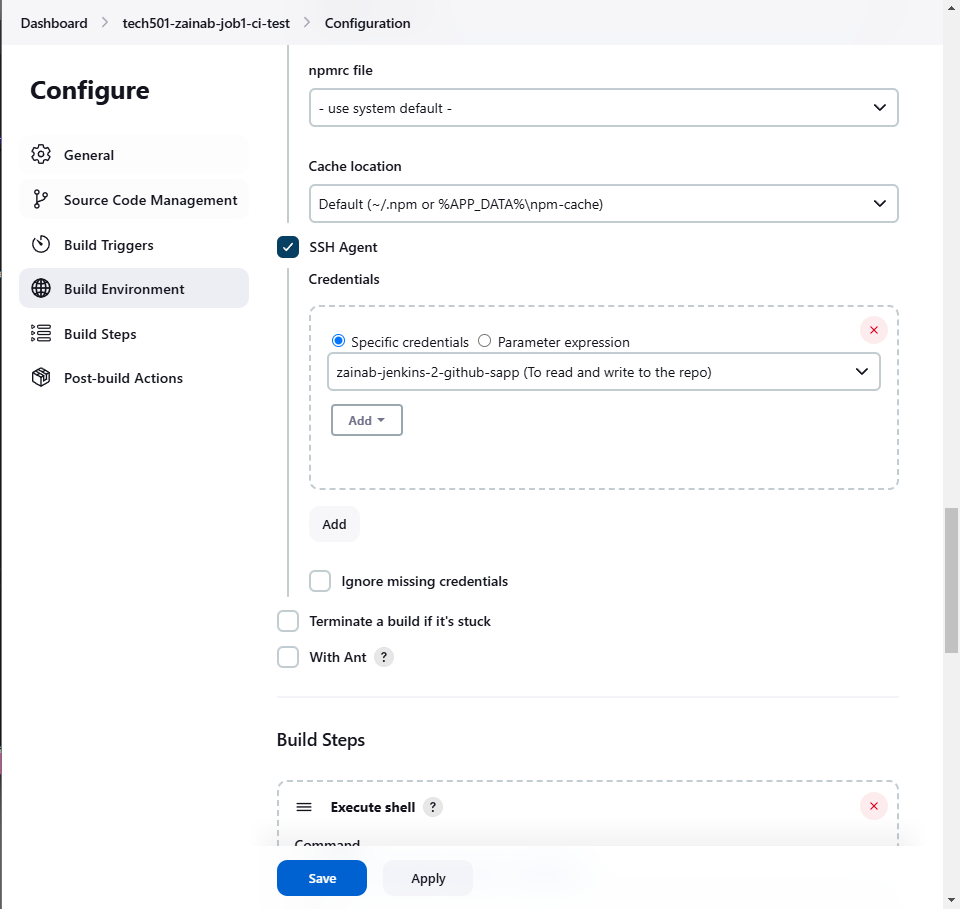 Dashboard > tech501-zainab-job1-ci-test > Configuration
Configure
General
Source Code Management
Build Triggers
Build Environment
Build Steps
Post-build Actions
npmrc file
- use system default -
Cache location
Default (~/.npm or %APP_DATA%\npm-cache)
SSH Agent
Credentials
Specific credentials Parameter expression
zainab-jenkins-2-github-sapp (To read and write to the repo)
Add
Add
Ignore missing credentials
Terminate a build if it's stuck
With Ant ?
Build Steps
Execute shell ?
Command
Save Apply